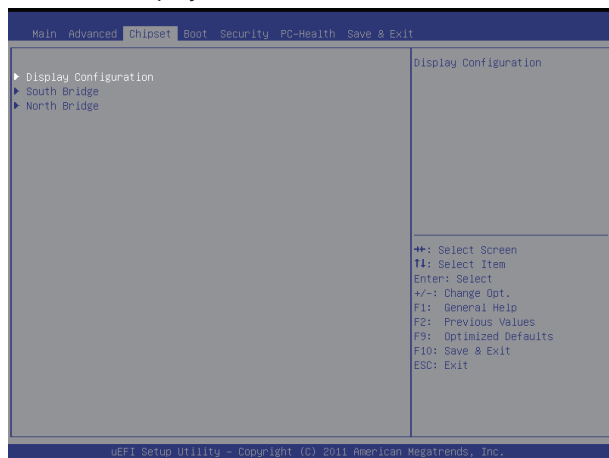 Main Advanced Chipset Boot Security PC-Health Save & Exit
Display Configuration
South Bridge
North Bridge
Display Configuration
→←: Select Screen
↑↓: Select Item
Enter: Select
+/-: Change Opt.
F1: General Help
F2: Previous Values
F9: Optimized Defaults
F10: Save & Exit
ESC: Exit
uEFI Setup Utility - Copyright (C) 2011 American Megatrends, Inc.